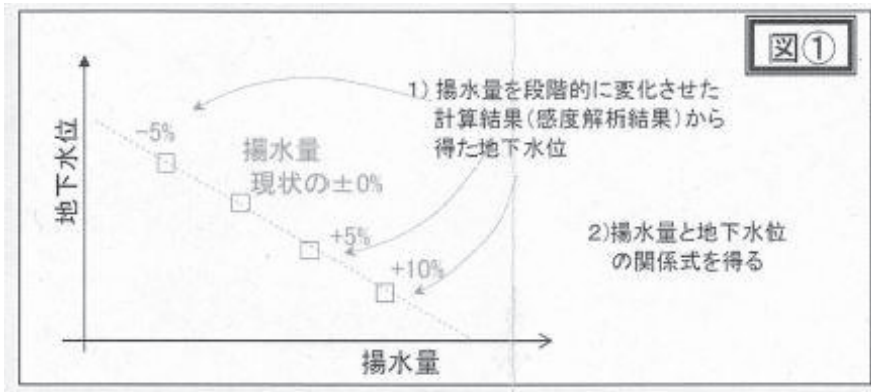 図①
1) 揚水量を段階的に変化させた
計算結果(感度解析結果)から
得た地下水位
-5%
揚水量
現状の±0%
+5%
+10%
2)揚水量と地下水位
の関係式を得る
地下水位
揚水量